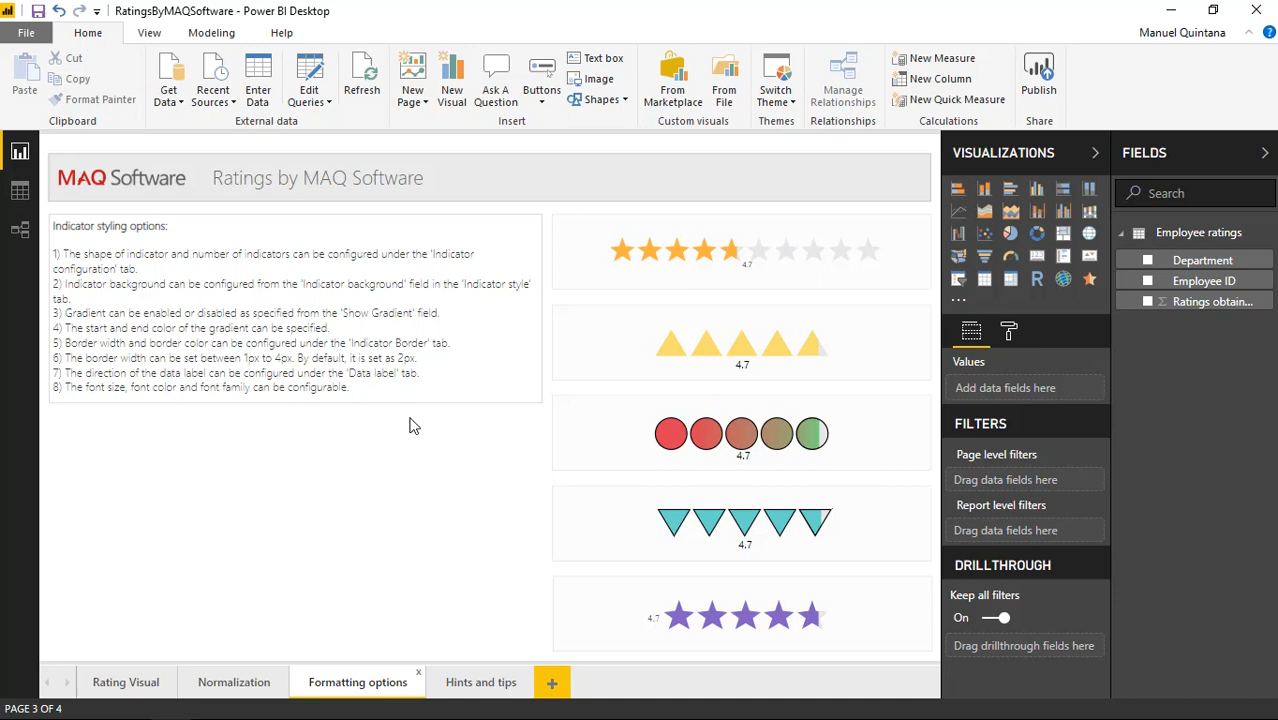 RatingsByMAQSoftware - Power BI Desktop
File
Home
View
Modeling
Help
Manuel Quintana
Paste
Cut
Copy
Format Painter
Clipboard
Get Data
Recent Sources
Enter Data
Edit Queries
Refresh
External data
New Page
New Visual
Ask A Question
Buttons
Text box
Image
Shapes
Insert
From Marketplace
From File
Custom visuals
Switch Theme
Themes
Manage Relationships
Relationships
New Measure
New Column
New Quick Measure
Calculations
Publish
Share
MAQ Software
Ratings by MAQ Software
Indicator styling options:
1) The shape of indicator and number of indicators can be configured under the 'Indicator
configuration' tab.
2) Indicator background can be configured from the 'Indicator background' field in the 'Indicator style'
tab.
3) Gradient can be enabled or disabled as specified from the 'Show Gradient' field.
4) The start and end color of the gradient can be specified.
5) Border width and border color can be configured under the 'Indicator Border' tab.
6) The border width can be set between 1px to 4px. By default, it is set as 2px.
7) The direction of the data label can be configured under the 'Data label' tab.
8) The font size, font color and font family can be configurable.
4.7
4.7
4.7
4.7
4.7
VISUALIZATIONS
R
Values
Add data fields here
FILTERS
Page level filters
Drag data fields here
Report level filters
Drag data fields here
DRILLTHROUGH
Keep all filters
On
Drag drillthrough fields here
FIELDS
Search
Employee ratings
Department
Employee ID
Σ Ratings obtain...
Rating Visual
Normalization
Formatting options
Hints and tips
PAGE 3 OF 4